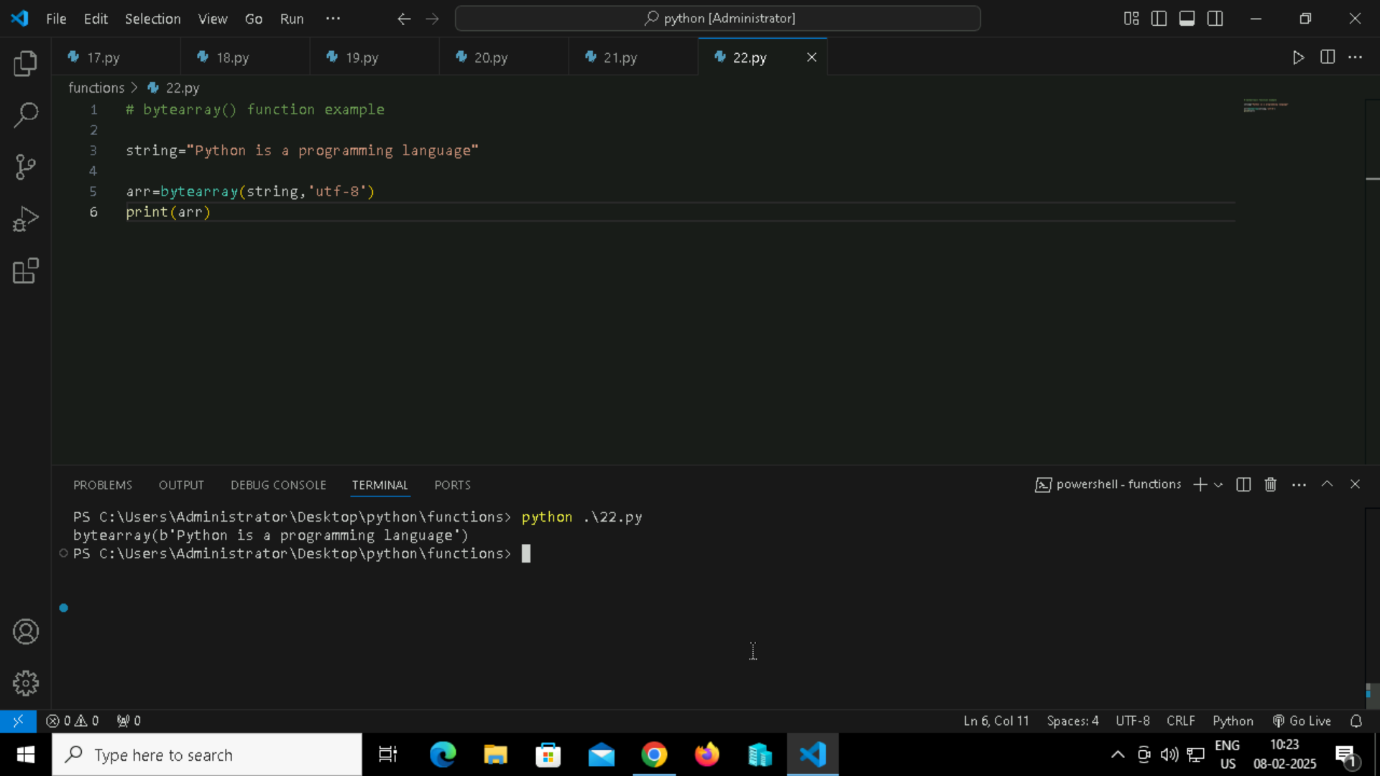 File Edit Selection View Go Run ··· python [Administrator]
17.py 18.py 19.py 20.py 21.py 22.py
functions > 22.py
1 # bytearray() function example
2
3 string="Python is a programming language"
4
5 arr=bytearray(string,'utf-8')
6 print(arr)
PROBLEMS OUTPUT DEBUG CONSOLE TERMINAL PORTS powershell - functions
PS C:\Users\Administrator\Desktop\python\functions> python .\22.py
bytearray(b'Python is a programming language')
PS C:\Users\Administrator\Desktop\python\functions>
0 0 0 Ln 6, Col 11 Spaces: 4 UTF-8 CRLF Python Go Live
Type here to search ENG US 10:23 08-02-2025 1